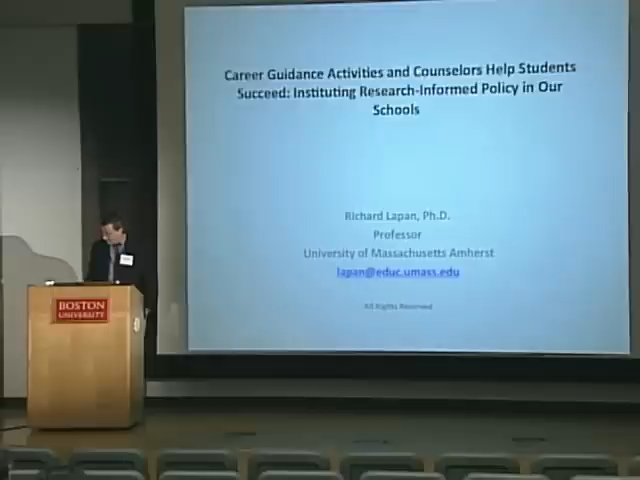 Career Guidance Activities and Counselors Help Students
Succeed: Instituting Research-Informed Policy in Our
Schools
Richard Lapan, Ph.D.
Professor
University of Massachusetts Amherst
lapan@educ.umass.edu
All Rights Reserved
BOSTON
UNIVERSITY